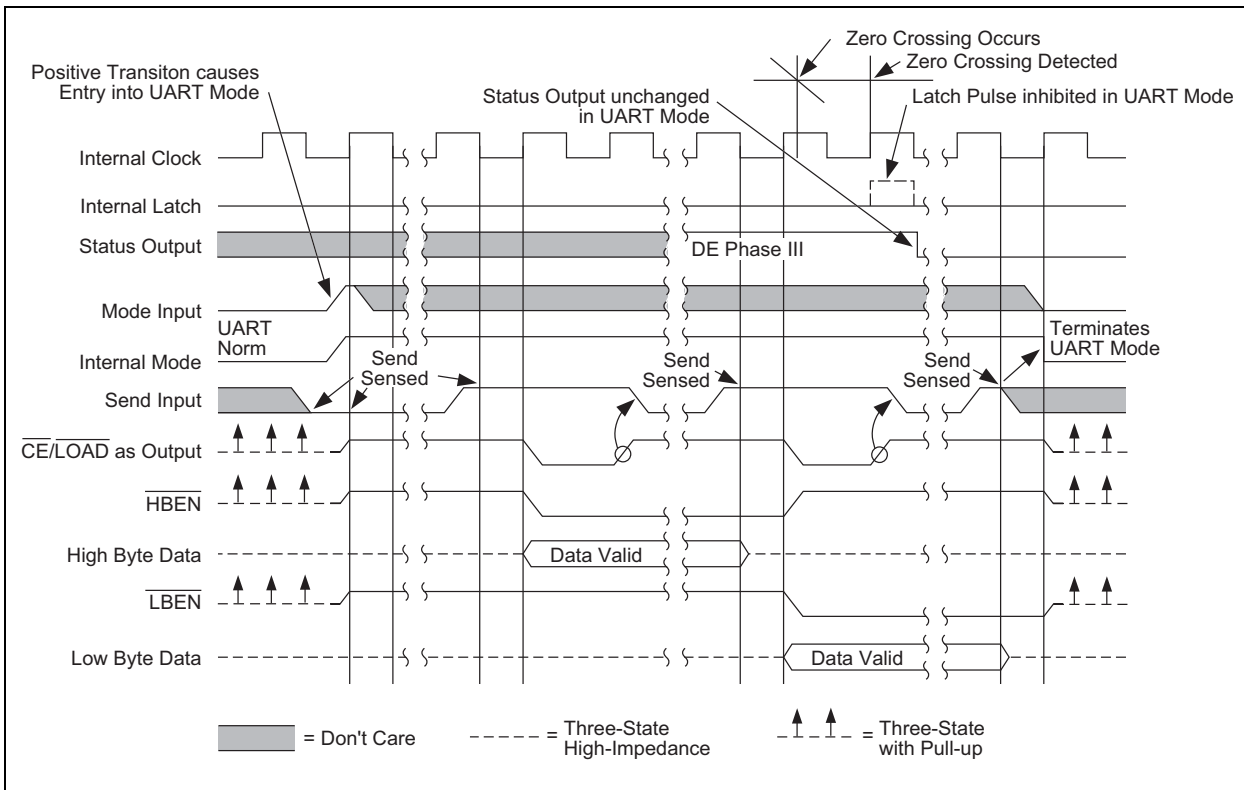 Zero Crossing Occurs
Zero Crossing Detected
Positive Transiton causes
Entry into UART Mode
Status Output unchanged
in UART Mode
Latch Pulse inhibited in UART Mode
Internal Clock
Internal Latch
Status Output
DE Phase III
Mode Input
UART
Norm
Internal Mode
Terminates
UART Mode
Send
Sensed
Send
Sensed
Send
Sensed
Send Input
CE/LOAD as Output
HBEN
High Byte Data
Data Valid
LBEN
Low Byte Data
Data Valid
= Don't Care
= Three-State
High-Impedance
= Three-State
with Pull-up